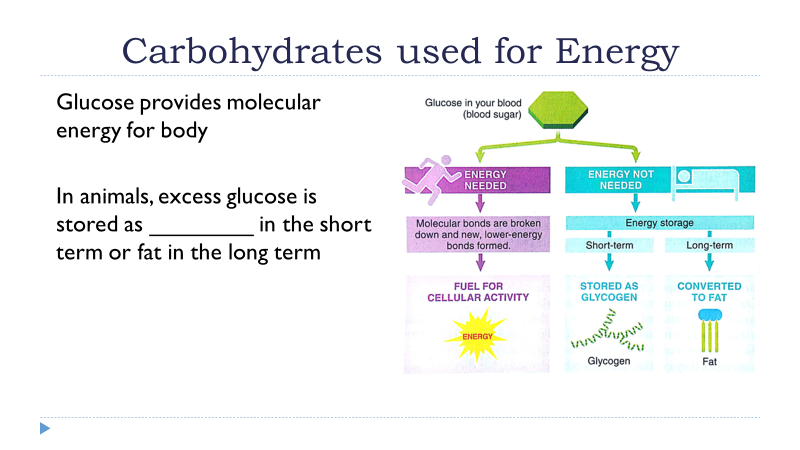 Carbohydrates used for Energy
Glucose provides molecular
energy for body
In animals, excess glucose is
stored as _________ in the short
term or fat in the long term
Glucose in your blood
(blood sugar)
ENERGY
NEEDED
ENERGY NOT
NEEDED
Molecular bonds are broken
down and new, lower-energy
bonds formed.
Energy storage
Short-term
Long-term
FUEL FOR
CELLULAR ACTIVITY
STORED AS
GLYCOGEN
CONVERTED
TO FAT
ENERGY
Glycogen
Fat